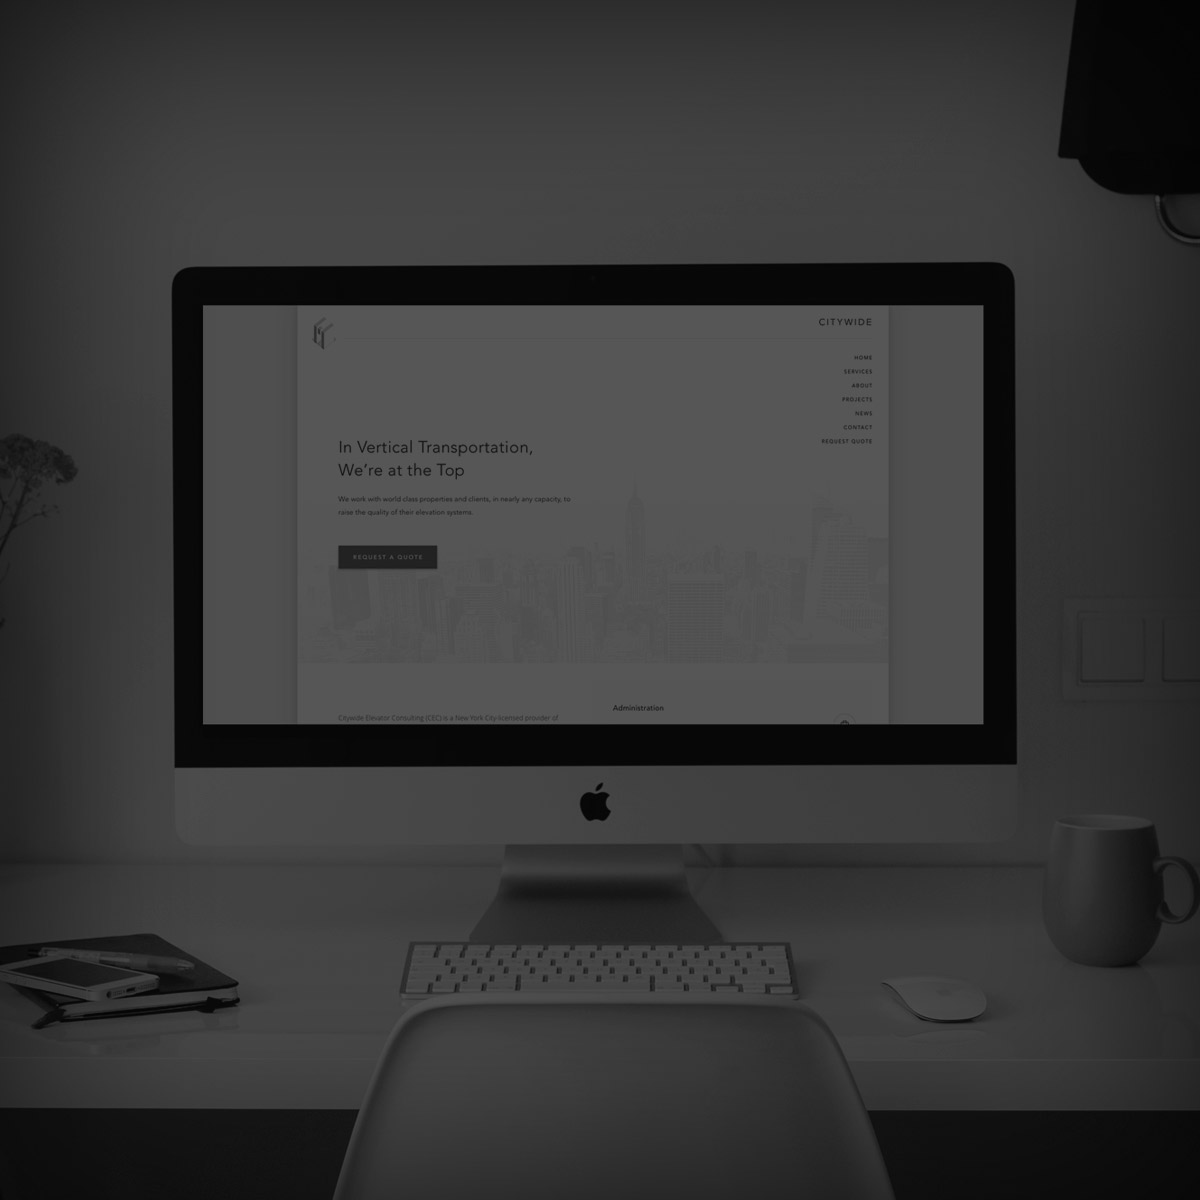 CITYWIDE
HOME
SERVICES
ABOUT
PROJECTS
NEWS
CONTACT
REQUEST QUOTE
In Vertical Transportation,
We're at the Top
We work with world class properties and clients, in nearly any capacity, to
raise the quality of their elevation systems.
REQUEST A QUOTE
Administration
Citywide Elevator Consulting (CEC) is a New York City-licensed provider of